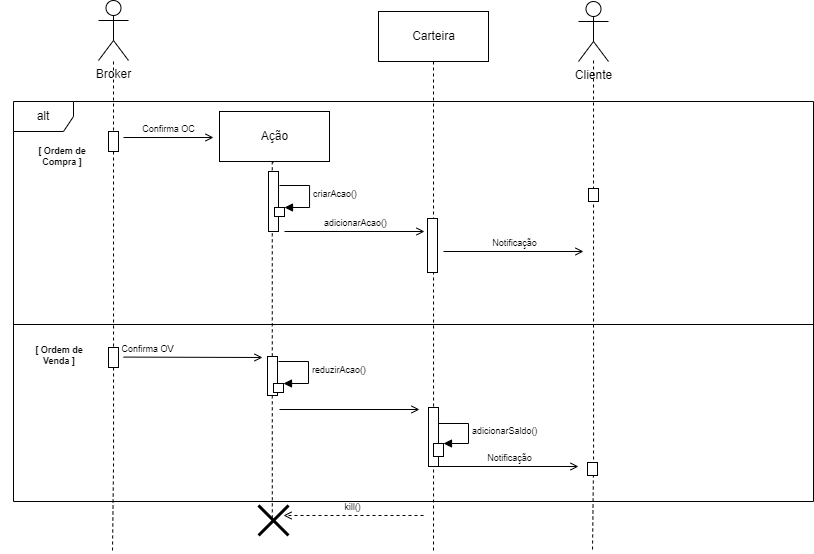 Carteira
Broker
Cliente
alt
Confirma OC
Ação
[ Ordem de
Compra ]
criarAcao()
adicionarAcao()
Notificação
[ Ordem de
Venda ]
Confirma OV
reduzirAcao()
adicionarSaldo()
Notificação
kill()